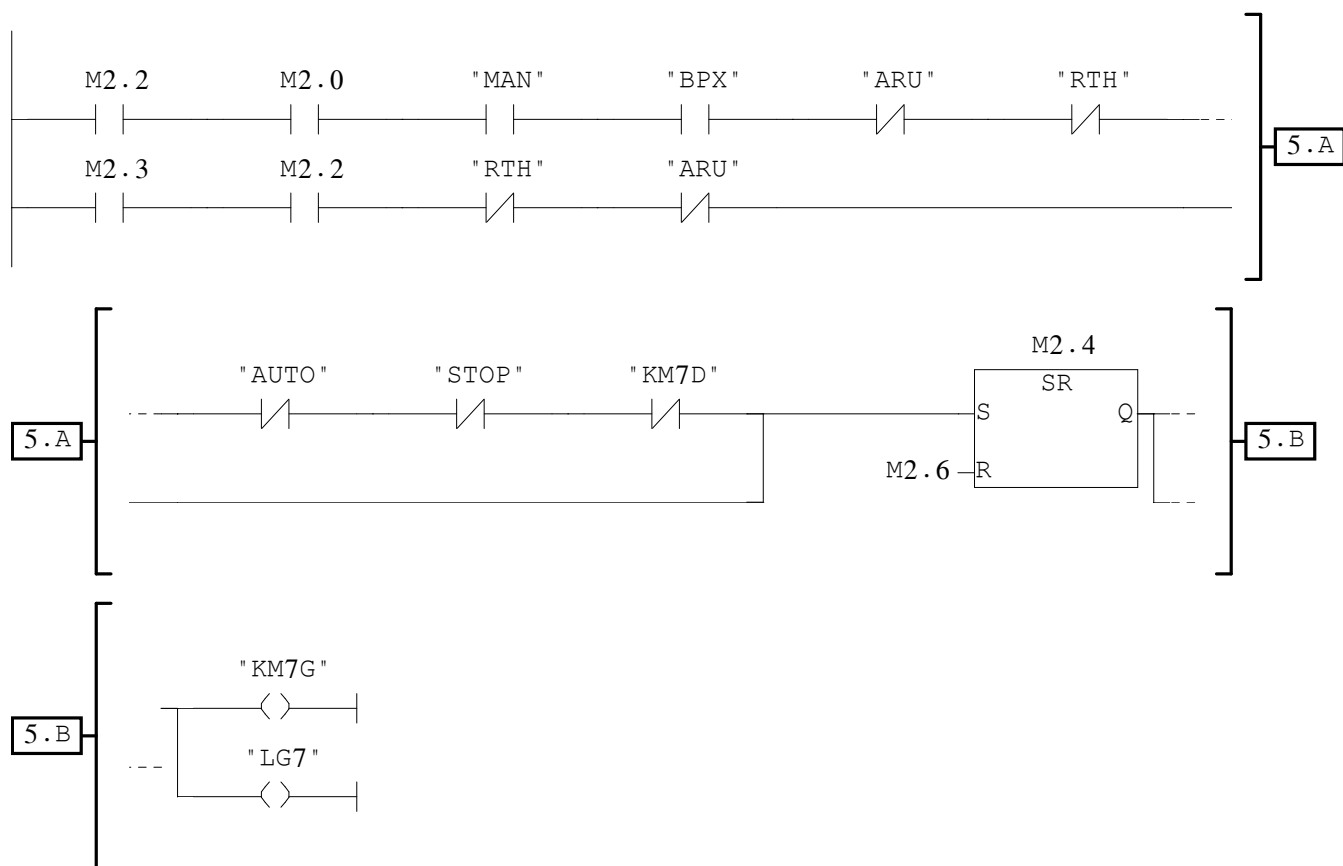 M2.2 M2.0 "MAN" "BPX" "ARU" "RTH"
5.A
M2.3 M2.2 "RTH" "ARU"
M2.4
"AUTO" "STOP" "KM7D" SR
S Q
5.A 5.B
M2.6 R
"KM7G"
5.B
"LG7"